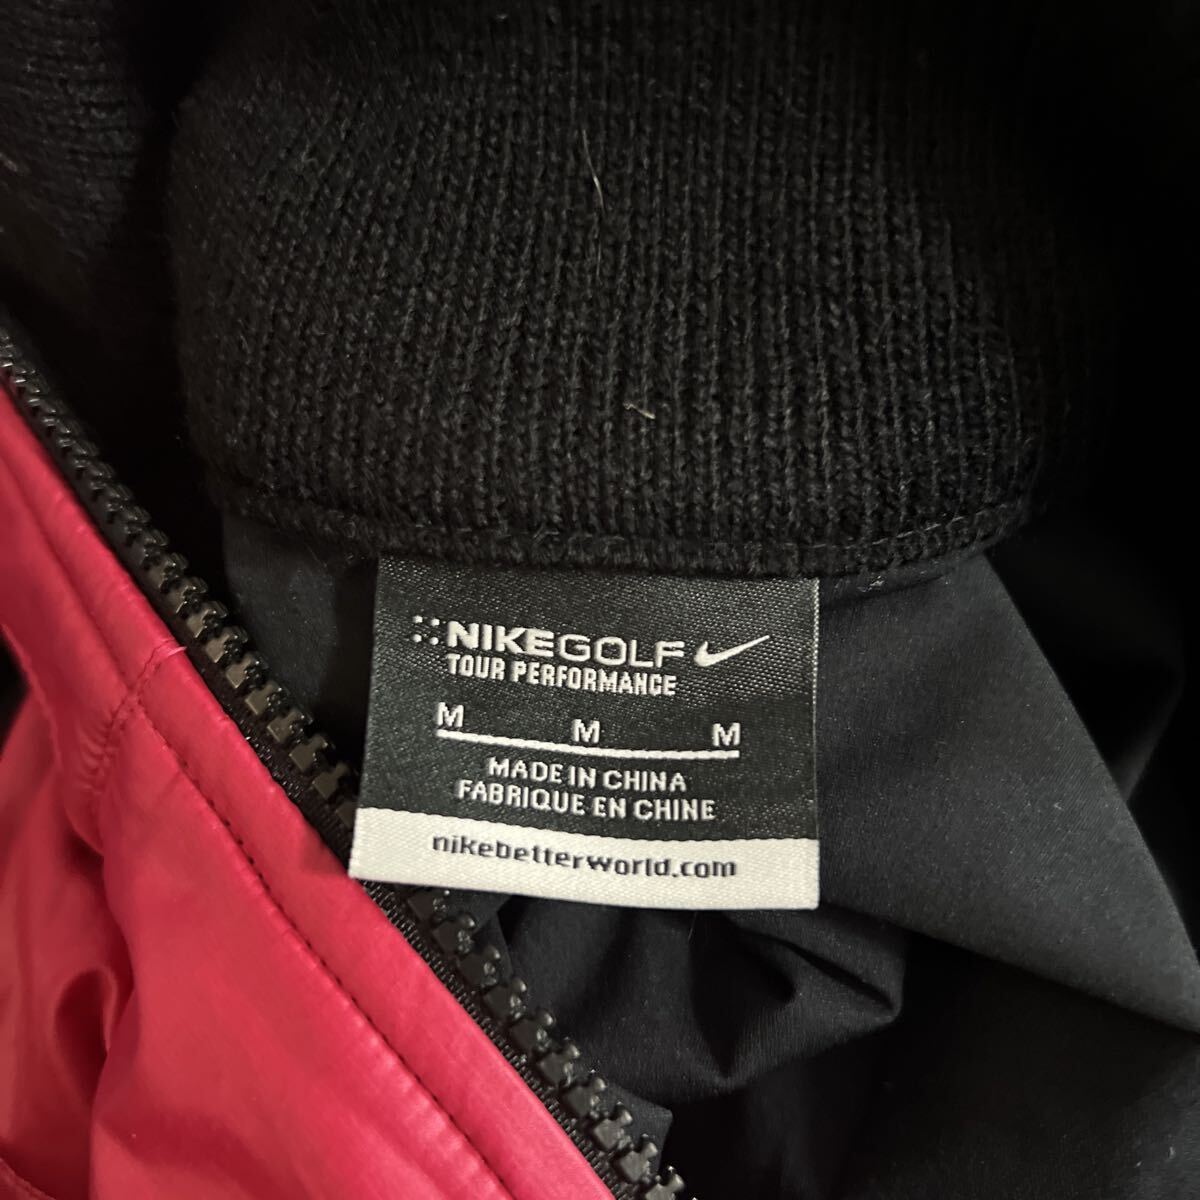 NIKEGOLF
TOUR PERFORMANCE
M M M
MADE IN CHINA
FABRIQUE EN CHINE
nikebetterworld.com